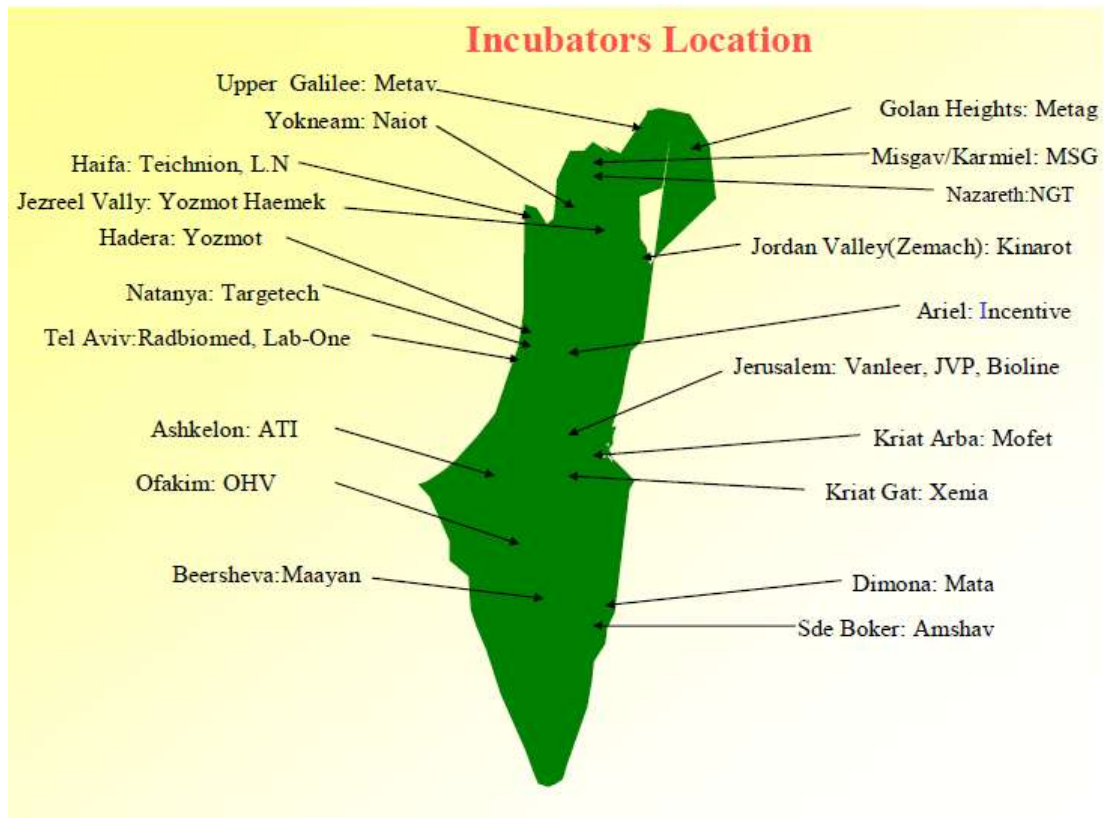 Incubators Location
Upper Galilee: Metav
Yokneam: Naiot
Haifa: Teichnion, L.N
Jezreel Vally: Yozmot Haemek
Hadera: Yozmot
Natanya: Targetech
Tel Aviv:Radbiomed, Lab-One
Ashkelon: ATI
Ofakim: OHV
Beersheva:Maayan
Golan Heights: Metag
Misgav/Karmiel: MSG
Nazareth:NGT
Jordan Valley(Zemach): Kinarot
Ariel: Incentive
Jerusalem: Vanleer, JVP, Bioline
Kriat Arba: Mofet
Kriat Gat: Xenia
Dimona: Mata
Sde Boker: Amshav